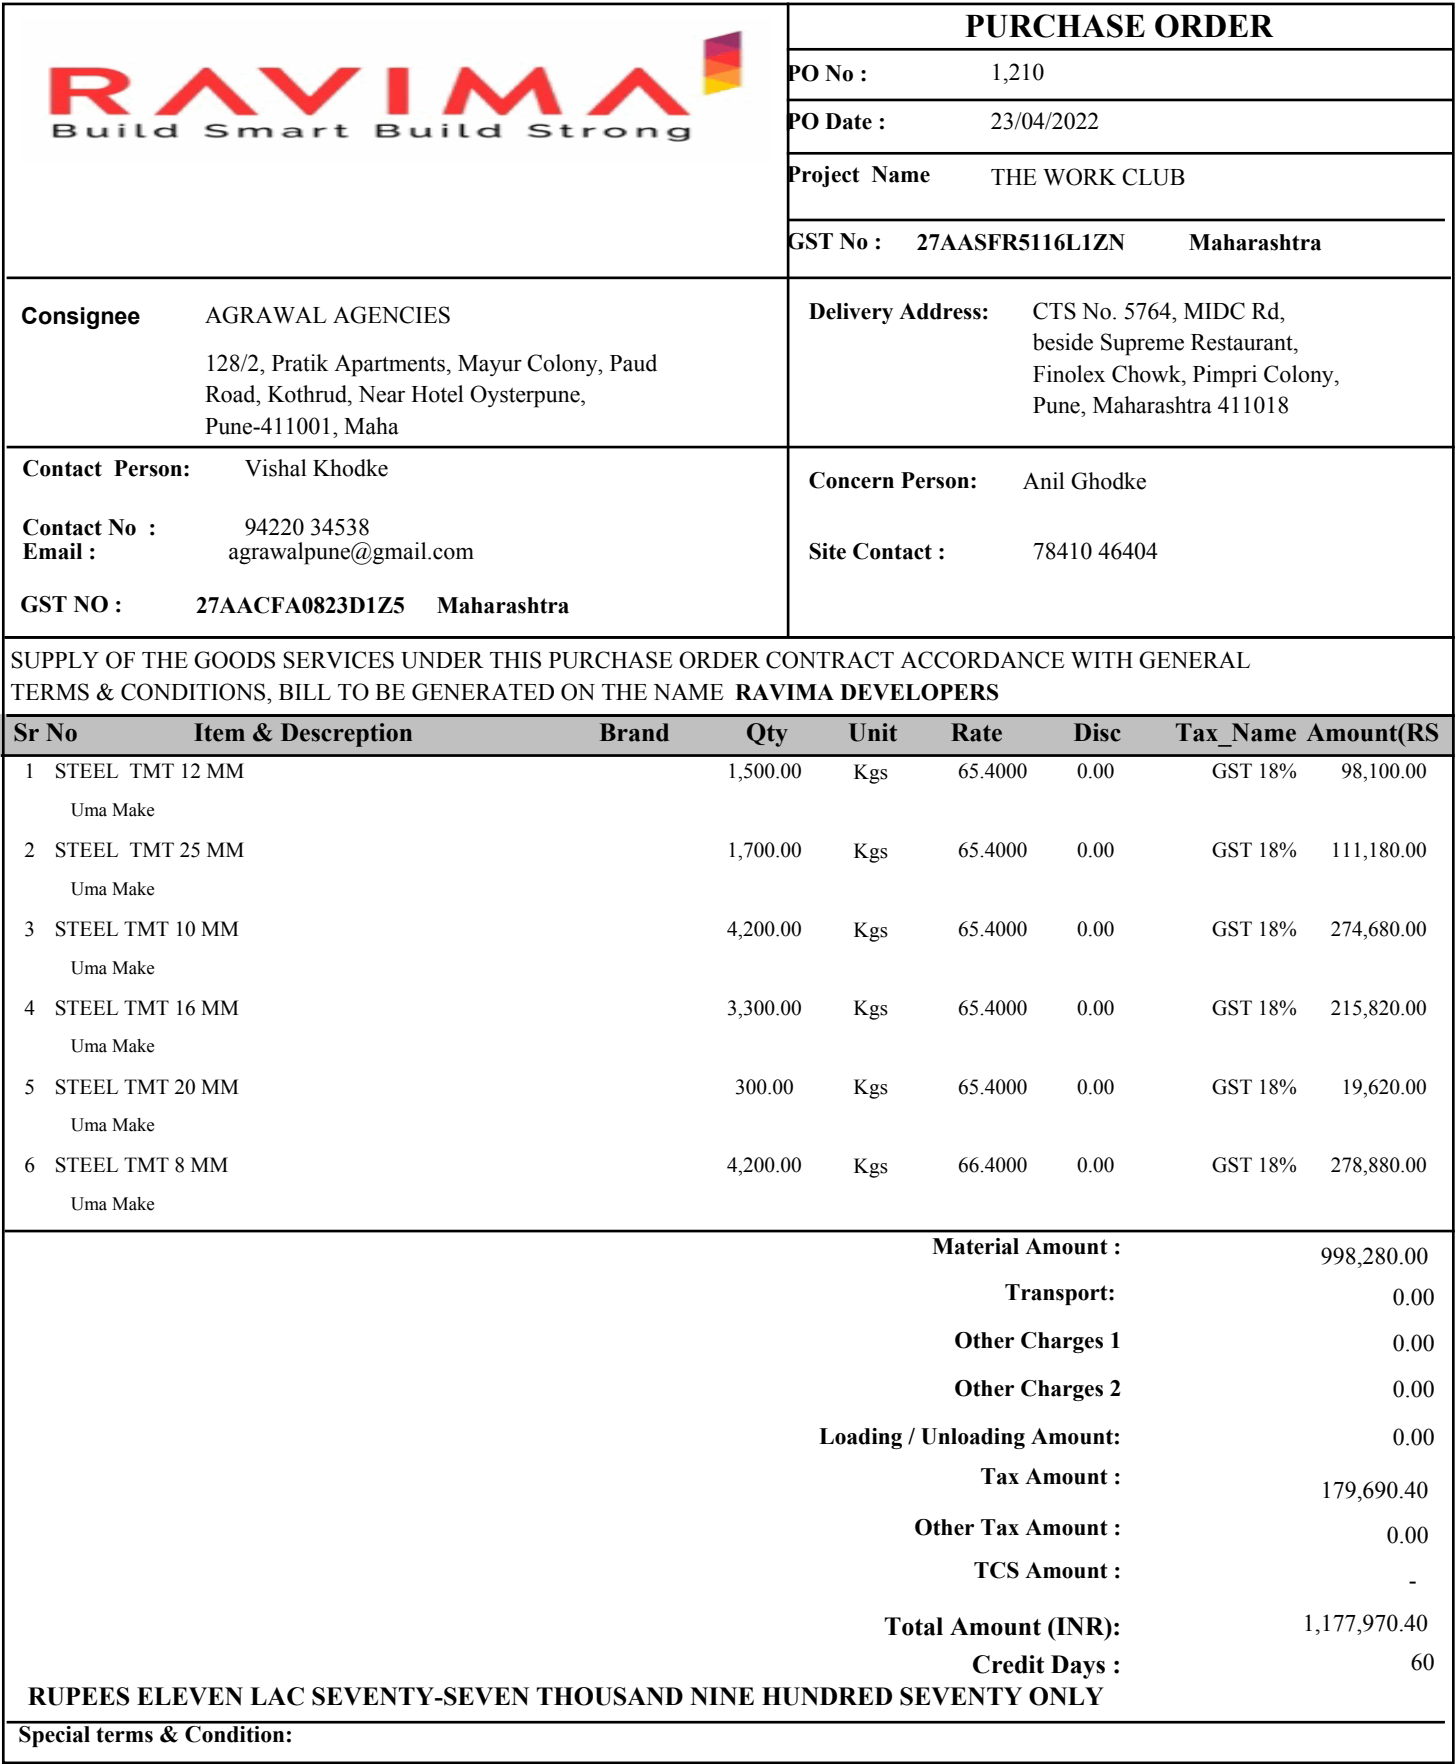 RAVIMA
Build Smart Build Strong
PURCHASE ORDER
PO No : 1,210
PO Date : 23/04/2022
Project Name THE WORK CLUB
GST No : 27AASFR5116L1ZN Maharashtra
Consignee AGRAWAL AGENCIES
128/2, Pratik Apartments, Mayur Colony, Paud
Road, Kothrud, Near Hotel Oysterpune,
Pune-411001, Maha
Delivery Address: CTS No. 5764, MIDC Rd,
beside Supreme Restaurant,
Finolex Chowk, Pimpri Colony,
Pune, Maharashtra 411018
Contact Person: Vishal Khodke
Contact No : 94220 34538
Email : agrawalpune@gmail.com
GST NO : 27AACFA0823D1Z5 Maharashtra
Concern Person: Anil Ghodke
Site Contact : 78410 46404
SUPPLY OF THE GOODS SERVICES UNDER THIS PURCHASE ORDER CONTRACT ACCORDANCE WITH GENERAL
TERMS & CONDITIONS, BILL TO BE GENERATED ON THE NAME RAVIMA DEVELOPERS
Sr No Item & Descreption Brand Qty Unit Rate Disc Tax_Name Amount(RS
1 STEEL TMT 12 MM 1,500.00 Kgs 65.4000 0.00 GST 18% 98,100.00
Uma Make
2 STEEL TMT 25 MM 1,700.00 Kgs 65.4000 0.00 GST 18% 111,180.00
Uma Make
3 STEEL TMT 10 MM 4,200.00 Kgs 65.4000 0.00 GST 18% 274,680.00
Uma Make
4 STEEL TMT 16 MM 3,300.00 Kgs 65.4000 0.00 GST 18% 215,820.00
Uma Make
5 STEEL TMT 20 MM 300.00 Kgs 65.4000 0.00 GST 18% 19,620.00
Uma Make
6 STEEL TMT 8 MM 4,200.00 Kgs 66.4000 0.00 GST 18% 278,880.00
Uma Make
Material Amount : 998,280.00
Transport: 0.00
Other Charges 1 0.00
Other Charges 2 0.00
Loading / Unloading Amount: 0.00
Tax Amount : 179,690.40
Other Tax Amount : 0.00
TCS Amount : -
Total Amount (INR): 1,177,970.40
Credit Days : 60
RUPEES ELEVEN LAC SEVENTY-SEVEN THOUSAND NINE HUNDRED SEVENTY ONLY
Special terms & Condition: